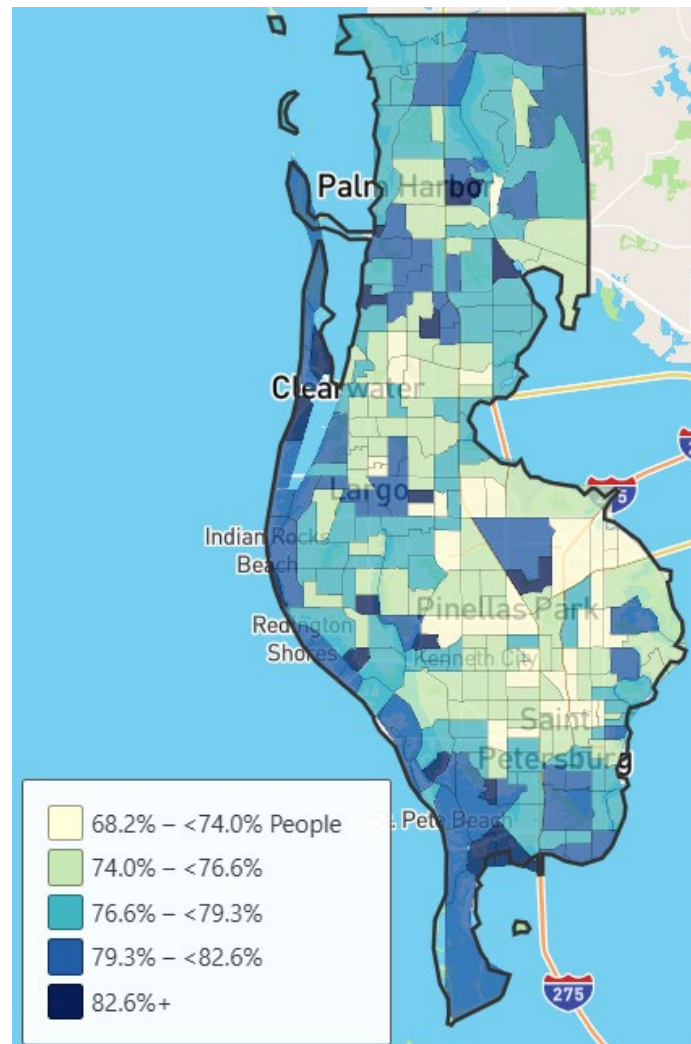 Palm Harbor
Clearwater
Largo
275
Indian Rocks
Beach
Pinellas Park
Redington
Shores
Kenneth City
Saint
Petersburg
St. Pete Beach
68.2% – <74.0% People
74.0% – <76.6%
76.6% – <79.3%
79.3% – <82.6%
82.6%+
275